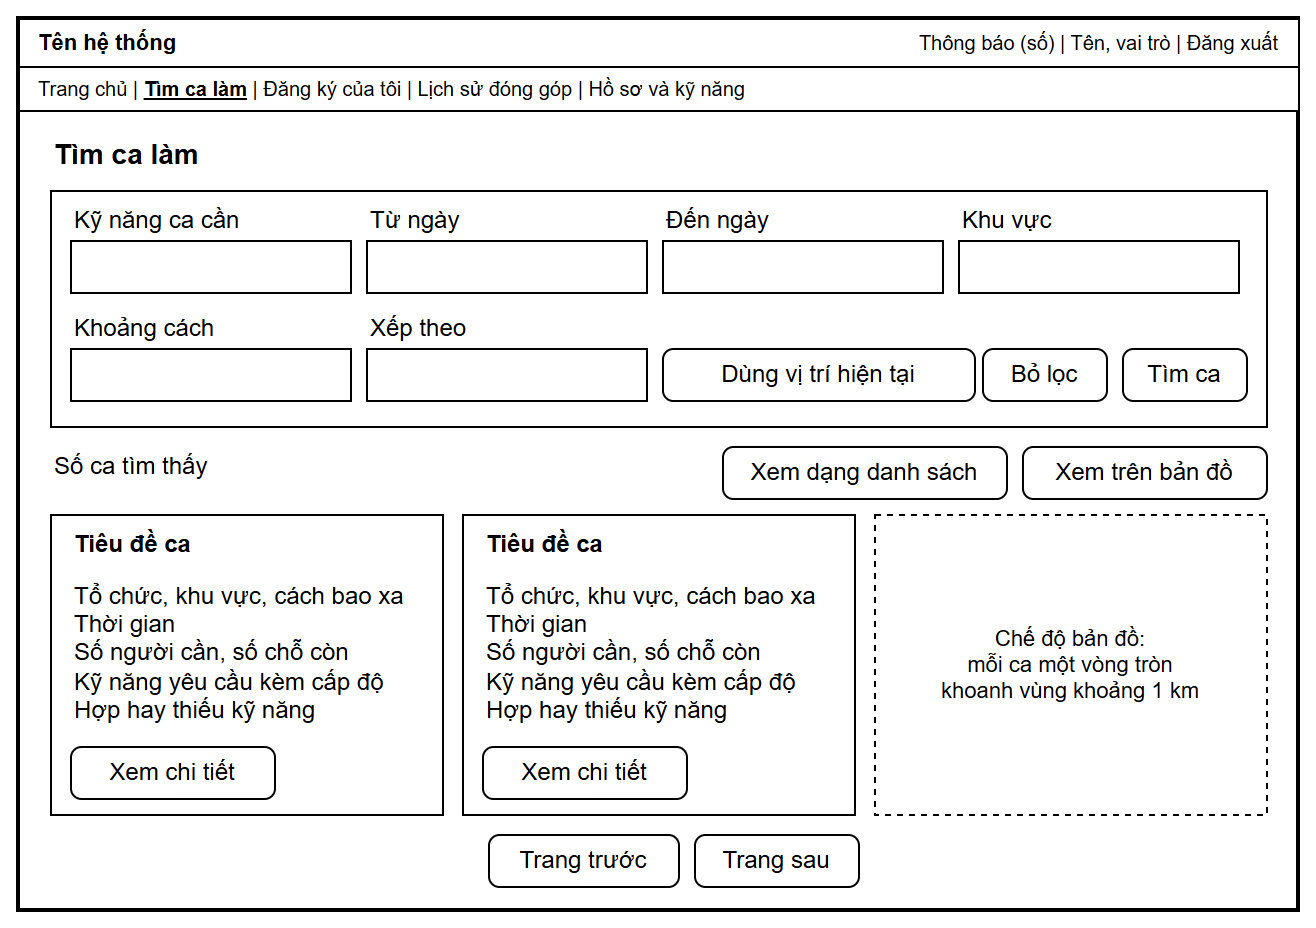 Tên hệ thống
Thông báo (số) | Tên, vai trò | Đăng xuất
Trang chủ | Tìm ca làm | Đăng ký của tôi | Lịch sử đóng góp | Hồ sơ và kỹ năng
Tìm ca làm
Kỹ năng ca cần
Từ ngày
Đến ngày
Khu vực
Khoảng cách
Xếp theo
Dùng vị trí hiện tại
Bỏ lọc
Tìm ca
Số ca tìm thấy
Xem dạng danh sách
Xem trên bản đồ
Tiêu đề ca
Tổ chức, khu vực, cách bao xa
Thời gian
Số người cần, số chỗ còn
Kỹ năng yêu cầu kèm cấp độ
Hợp hay thiếu kỹ năng
Xem chi tiết
Tiêu đề ca
Tổ chức, khu vực, cách bao xa
Thời gian
Số người cần, số chỗ còn
Kỹ năng yêu cầu kèm cấp độ
Hợp hay thiếu kỹ năng
Xem chi tiết
Chế độ bản đồ:
mỗi ca một vòng tròn
khoanh vùng khoảng 1 km
Trang trước
Trang sau